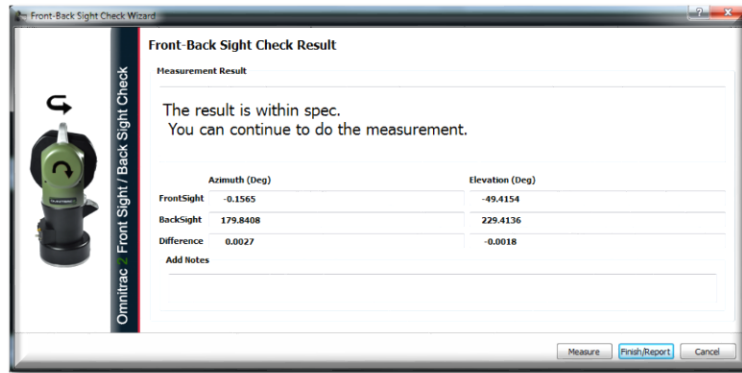 Front-Back Sight Check Wizard
Front-Back Sight Check Result
Omnitrac 2 Front Sight / Back Sight Check
Measurement Result
The result is within spec.
You can continue to do the measurement.
Azimuth (Deg) Elevation (Deg)
FrontSight -0.1565 -49.4154
BackSight 179.8408 229.4136
Difference 0.0027 -0.0018
Add Notes
Measure Finish/Report Cancel